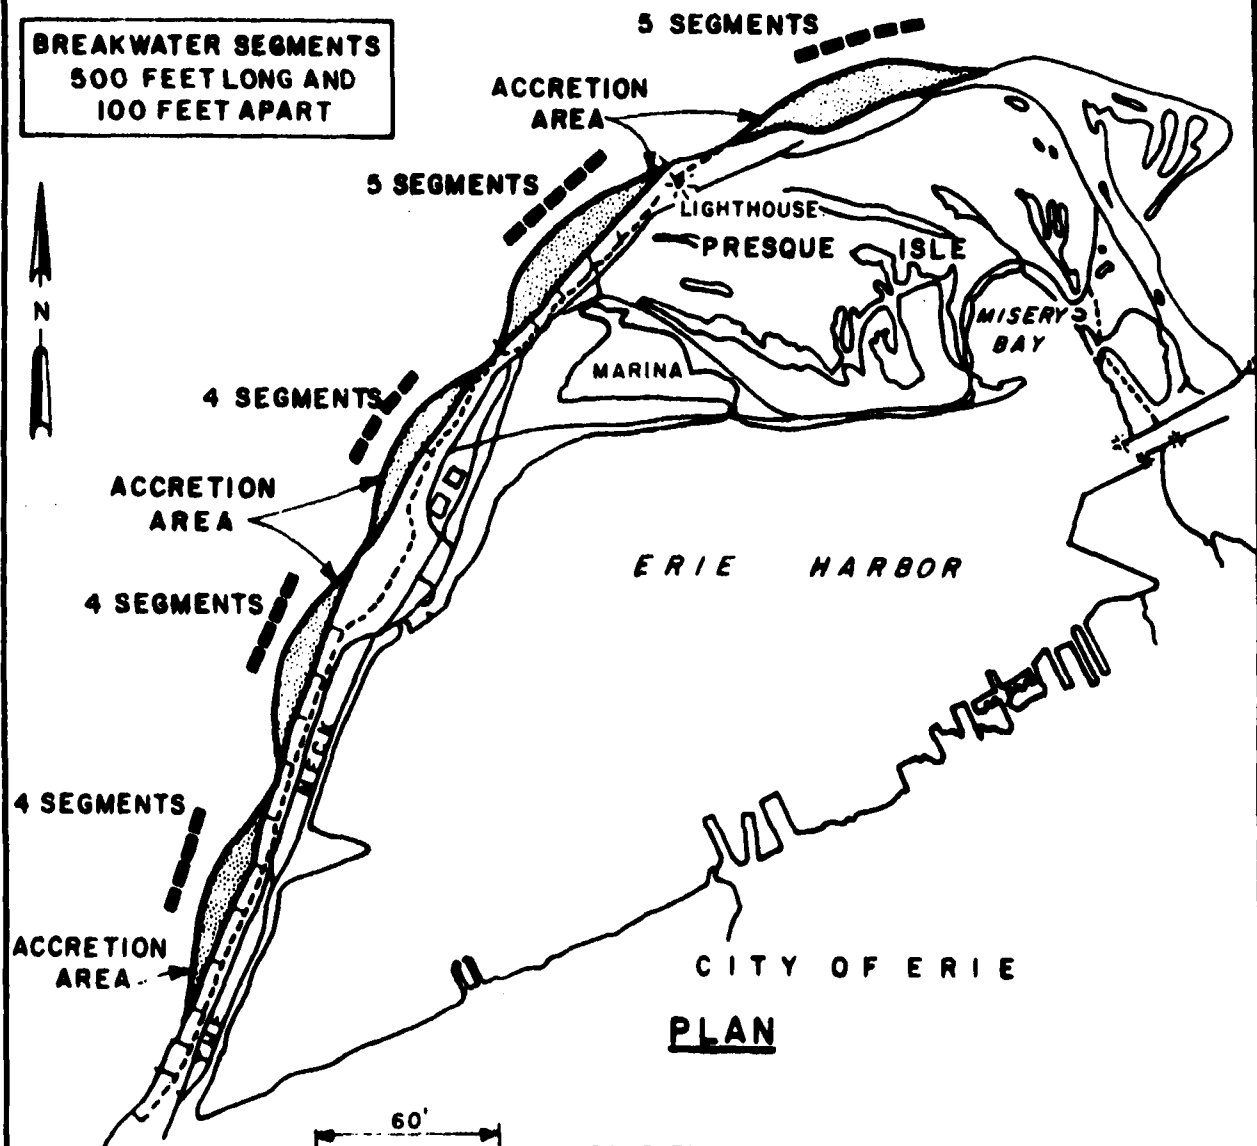 BREAKWATER SEGMENTS
500 FEET LONG AND
100 FEET APART
5 SEGMENTS
ACCRETION
AREA
5 SEGMENTS
LIGHTHOUSE
PRESQUE ISLE
N
MISERY
BAY
MARINA
4 SEGMENTS
ACCRETION
AREA
ERIE HARBOR
4 SEGMENTS
NECK
4 SEGMENTS
ACCRETION
AREA
CITY OF ERIE
THE
PLAN
60'